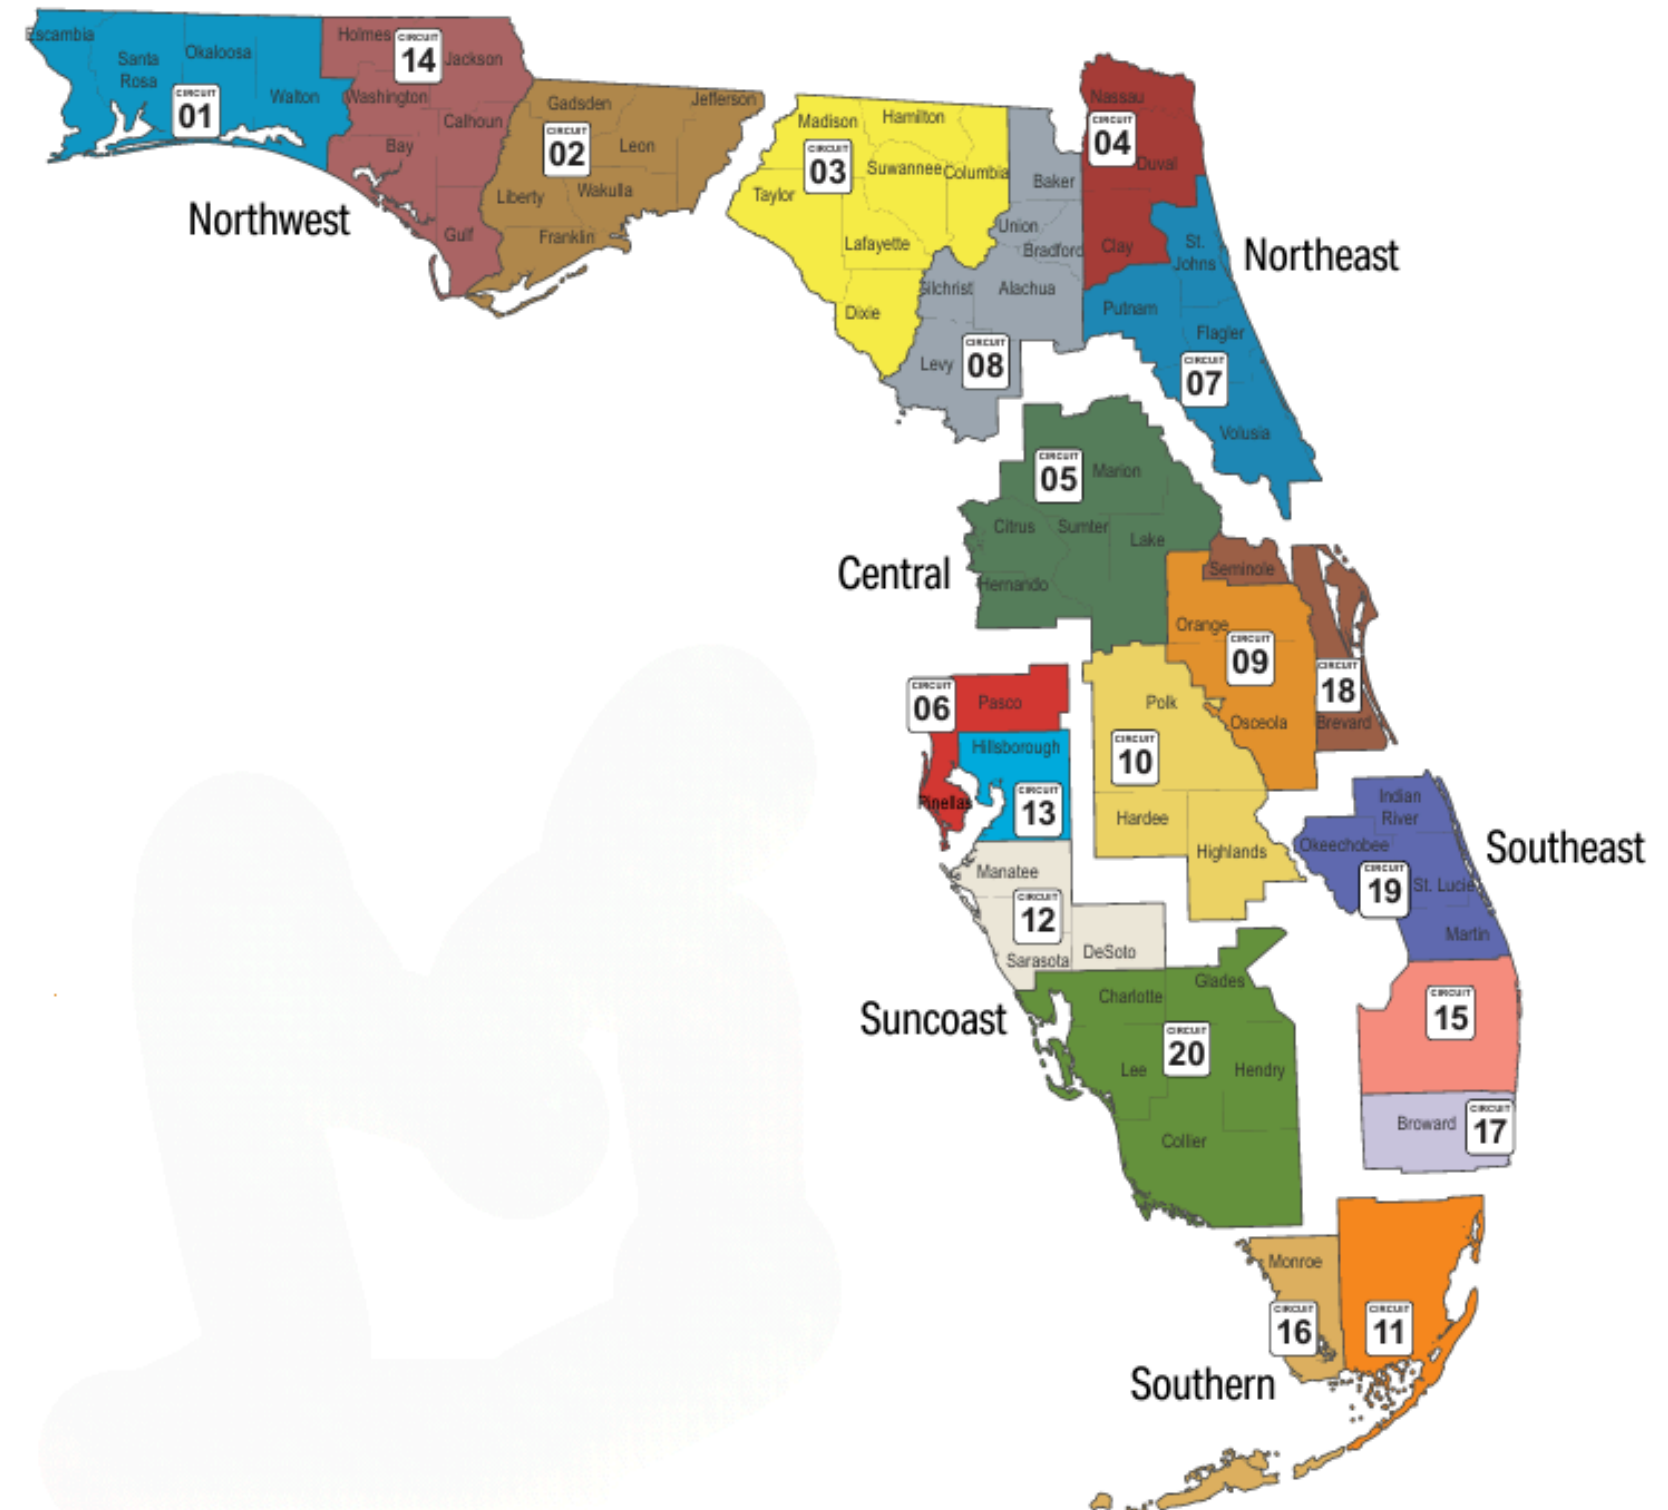 Escambia
Santa
Rosa
Okaloosa
Walton
CIRCUIT
01
Holmes
CIRCUIT
14
Jackson
Washington
Calhoun
Bay
Gulf
Gadsden
Jefferson
CIRCUIT
02
Leon
Liberty
Wakulla
Franklin
Northwest
Madison
Hamilton
CIRCUIT
03
Suwannee
Columbia
Taylor
Lafayette
Dixie
Baker
Union
Bradford
Gilchrist
Alachua
Levy
CIRCUIT
08
Nassau
CIRCUIT
04
Duval
Clay
St.
Johns
Northeast
Putnam
Flagler
CIRCUIT
07
Volusia
CIRCUIT
05
Marion
Citrus
Sumter
Lake
Hernando
Central
Seminole
Orange
CIRCUIT
09
Osceola
CIRCUIT
18
Brevard
CIRCUIT
06
Pasco
Pinellas
Hillsborough
CIRCUIT
13
Polk
CIRCUIT
10
Hardee
Highlands
Indian
River
Okeechobee
CIRCUIT
19
St. Lucie
Martin
Southeast
Manatee
CIRCUIT
12
Sarasota
DeSoto
Suncoast
Charlotte
Glades
CIRCUIT
20
Lee
Hendry
Collier
CIRCUIT
15
Broward
CIRCUIT
17
Monroe
CIRCUIT
16
CIRCUIT
11
Southern